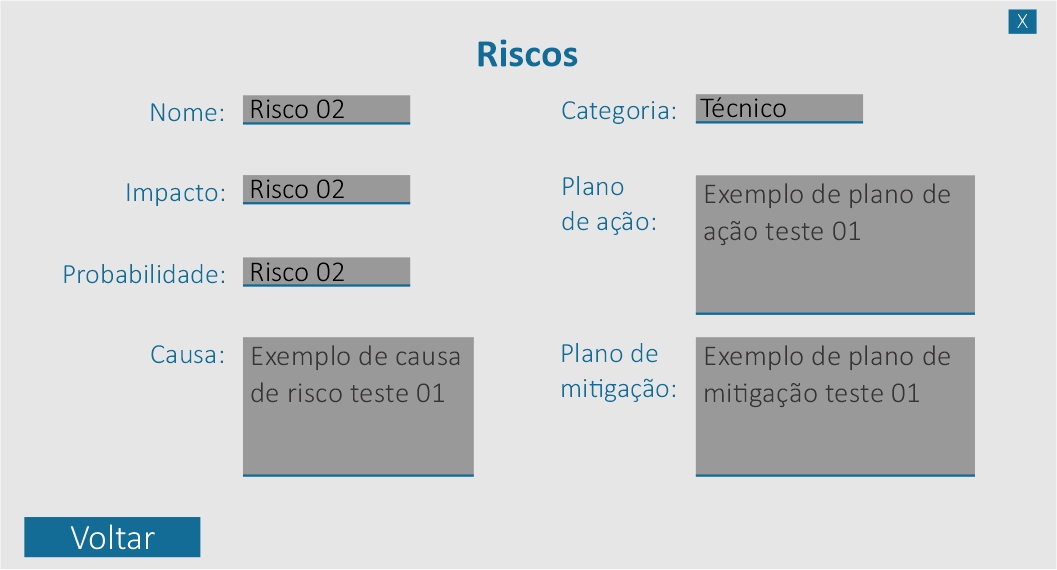 X
Riscos
Nome: Risco 02
Categoria: Técnico
Impacto: Risco 02
Plano
de ação:
Exemplo de plano de
ação teste 01
Probabilidade: Risco 02
Causa:
Exemplo de causa
de risco teste 01
Plano de
mitigação:
Exemplo de plano de
mitigação teste 01
Voltar